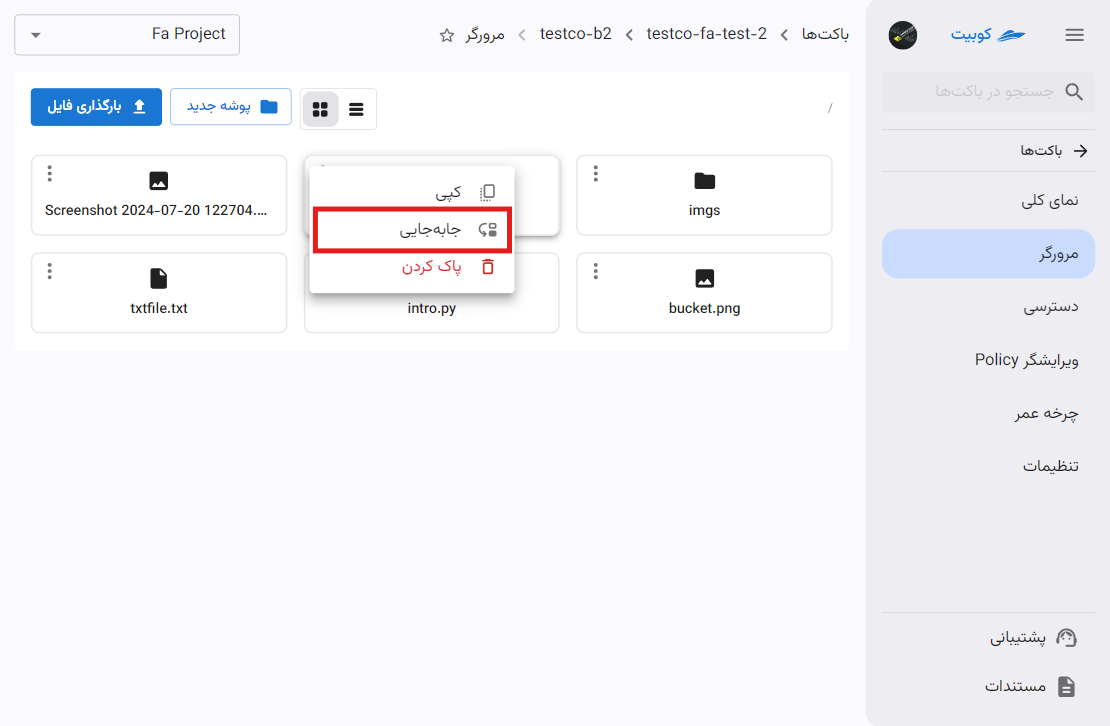 کوبیت
جستجو در باکت‌ها
باکت‌ها
نمای کلی
مرورگر
دسترسی
ویرایشگر Policy
چرخه عمر
تنظیمات
پشتیبانی
مستندات
باکت‌ها
testco-fa-test-2
testco-b2
مرورگر
Fa Project
/
پوشه جدید
بارگذاری فایل
imgs
Screenshot 2024-07-20 122704....
کپی
جابه‌جایی
پاک کردن
bucket.png
intro.py
txtfile.txt